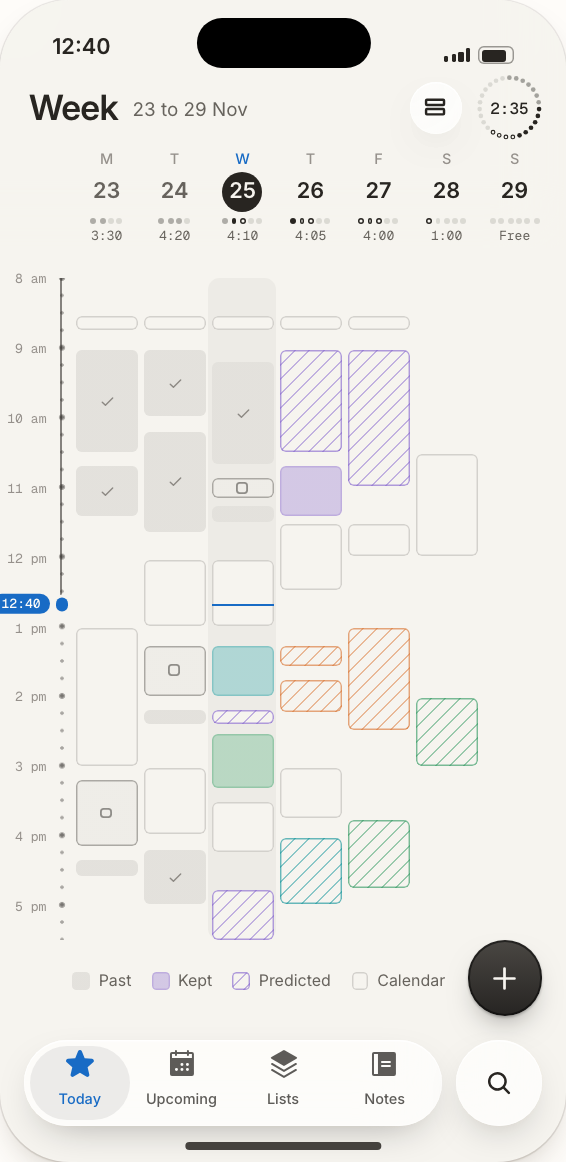 12:40
Week 23 to 29 Nov
2:35
M T W T F S S
23 24 25 26 27 28 29
3:30 4:20 4:10 4:05 4:00 1:00 Free
8 am
9 am
10 am
11 am
12 pm
12:40
1 pm
2 pm
3 pm
4 pm
5 pm
Past Kept Predicted Calendar
Today Upcoming Lists Notes